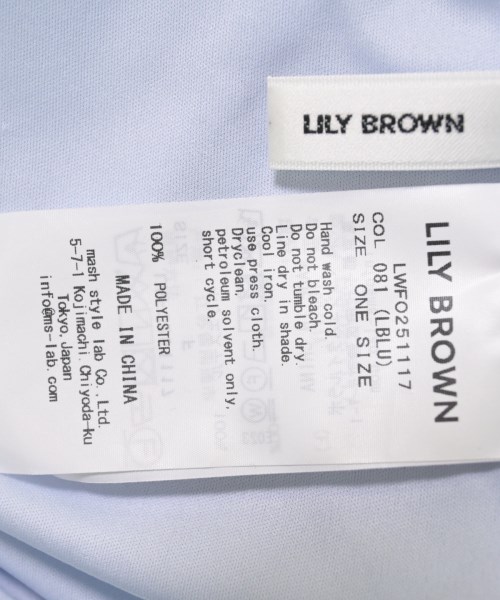 LILY BROWN
LILY BROWN
LWFO251117
COL 081 (LBLU)
SIZE ONE SIZE
Hand wash cold.
Do not bleach.
Do not tumble dry.
Line dry in shade.
Cool iron.
use press cloth
Dryclean,
petroleum solvent only,
short cycle.
100% POLYESTER
MADE IN CHINA
mash style lab Co.,Ltd.
5-7-1 Kojimachi, Chiyoda-ku
Tokyo, Japan
info@ms-lab.com